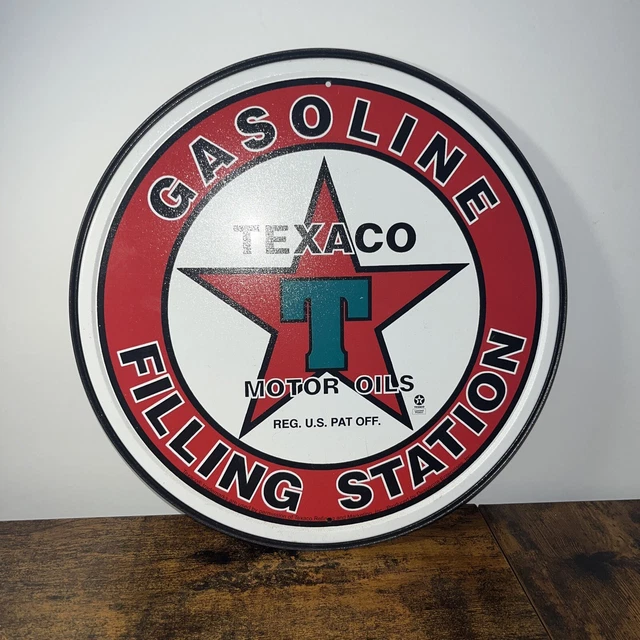 GASOLINE
TEXACO
T
MOTOR OILS
REG. U.S. PAT OFF.
FILLING STATION